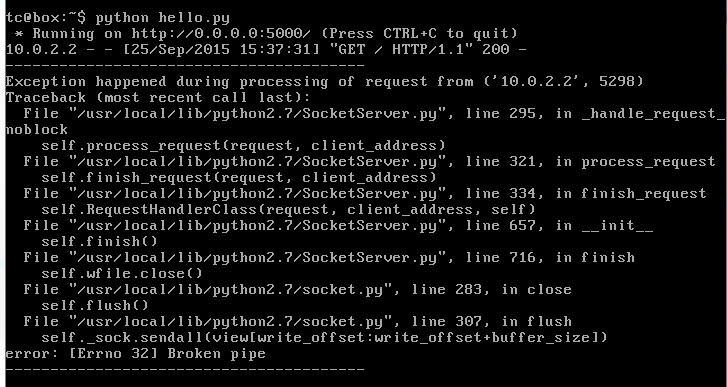 tc@box:~$ python hello.py
 * Running on http://0.0.0.0:5000/ (Press CTRL+C to quit)
10.0.2.2 - - [25/Sep/2015 15:37:31] "GET / HTTP/1.1" 200 -
----------------------------------------
Exception happened during processing of request from ('10.0.2.2', 5298)
Traceback (most recent call last):
  File "/usr/local/lib/python2.7/SocketServer.py", line 295, in _handle_request_
noblock
    self.process_request(request, client_address)
  File "/usr/local/lib/python2.7/SocketServer.py", line 321, in process_request
    self.finish_request(request, client_address)
  File "/usr/local/lib/python2.7/SocketServer.py", line 334, in finish_request
    self.RequestHandlerClass(request, client_address, self)
  File "/usr/local/lib/python2.7/SocketServer.py", line 657, in __init__
    self.finish()
  File "/usr/local/lib/python2.7/SocketServer.py", line 716, in finish
    self.wfile.close()
  File "/usr/local/lib/python2.7/socket.py", line 283, in close
    self.flush()
  File "/usr/local/lib/python2.7/socket.py", line 307, in flush
    self._sock.sendall(view[write_offset:write_offset+buffer_size])
error: [Errno 32] Broken pipe
----------------------------------------